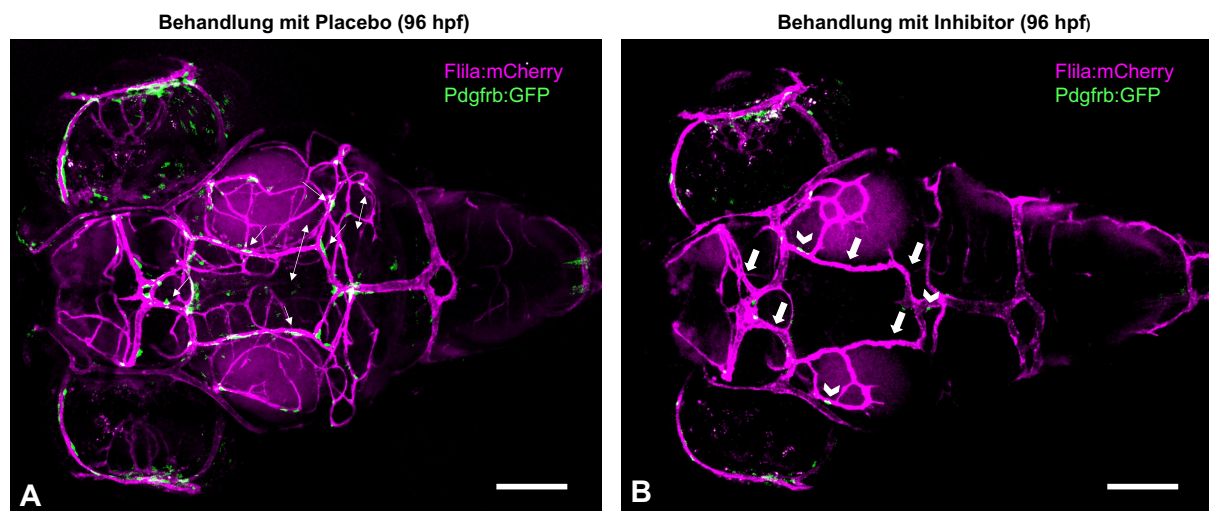 Behandlung mit Placebo (96 hpf)
Flila:mCherry
Pdgfrb:GFP
A
Behandlung mit Inhibitor (96 hpf)
Flila:mCherry
Pdgfrb:GFP
B